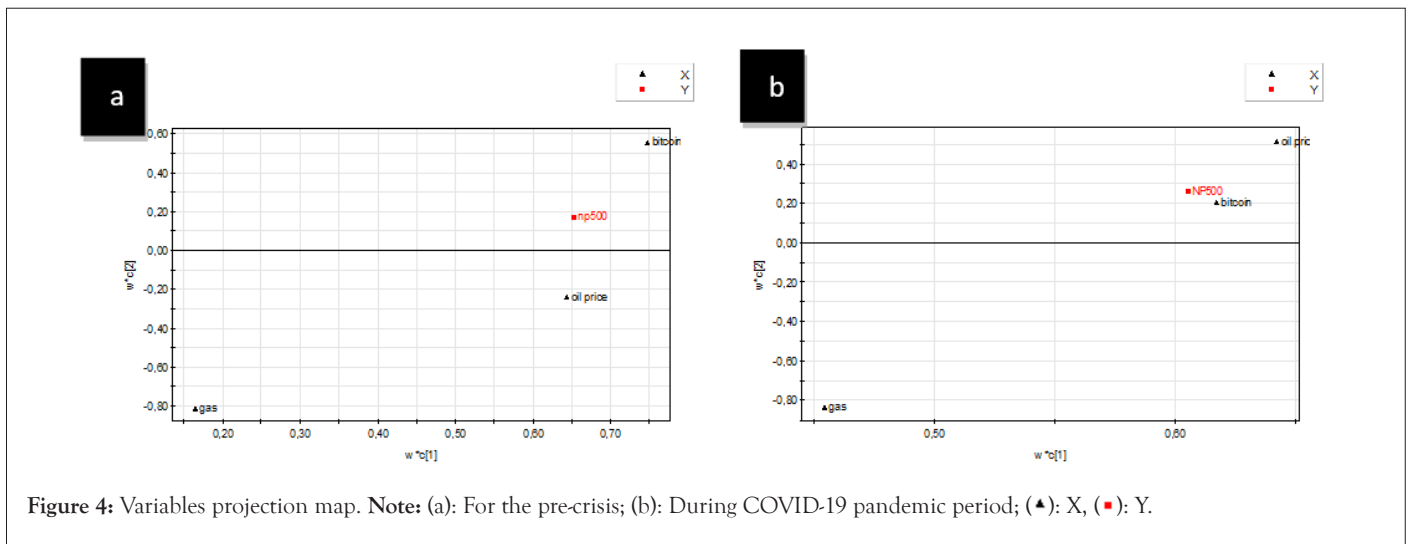 a
X
Y
0,60
0,40
0,20
0,00
-0,20
-0,40
-0,60
-0,80
w*c[2]
bitcoin
np500
oil price
gas
0,20 0,30 0,40 0,50 0,60 0,70
w*c[1]
b
X
Y
0,40
0,20
0,00
-0,20
-0,40
-0,60
-0,80
w*c[2]
oil pric
NP500
bitcoin
gas
0,50 0,60
w*c[1]
Figure 4: Variables projection map. Note: (a): For the pre-crisis; (b): During COVID-19 pandemic period; (▲): X, (■): Y.